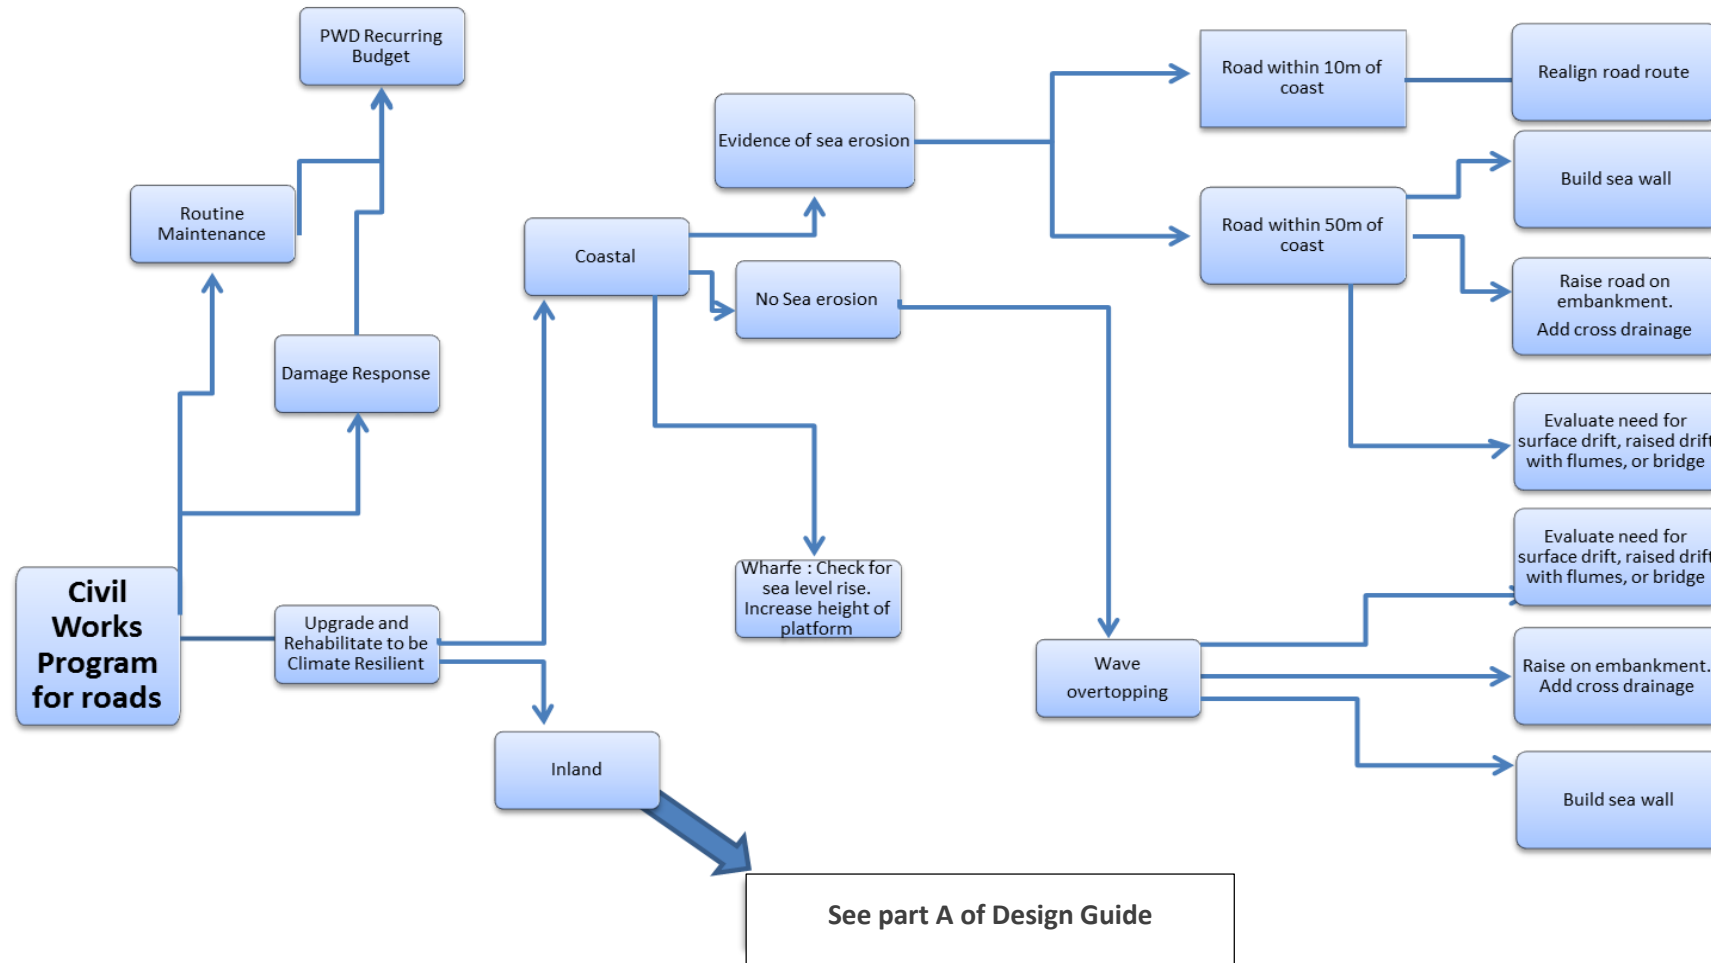 PWD Recurring
Budget
Routine
Maintenance
Damage Response
Civil
Works
Program
for roads
Upgrade and
Rehabilitate to be
Climate Resilient
Coastal
Inland
Evidence of sea erosion
No Sea erosion
Wharfe : Check for
sea level rise.
Increase height of
platform
Wave
overtopping
Road within 10m of
coast
Road within 50m of
coast
Realign road route
Build sea wall
Raise road on
embankment.
Add cross drainage
Evaluate need for
surface drift, raised drift
with flumes, or bridge
Evaluate need for
surface drift, raised drift
with flumes, or bridge
Raise on embankment.
Add cross drainage
Build sea wall
See part A of Design Guide